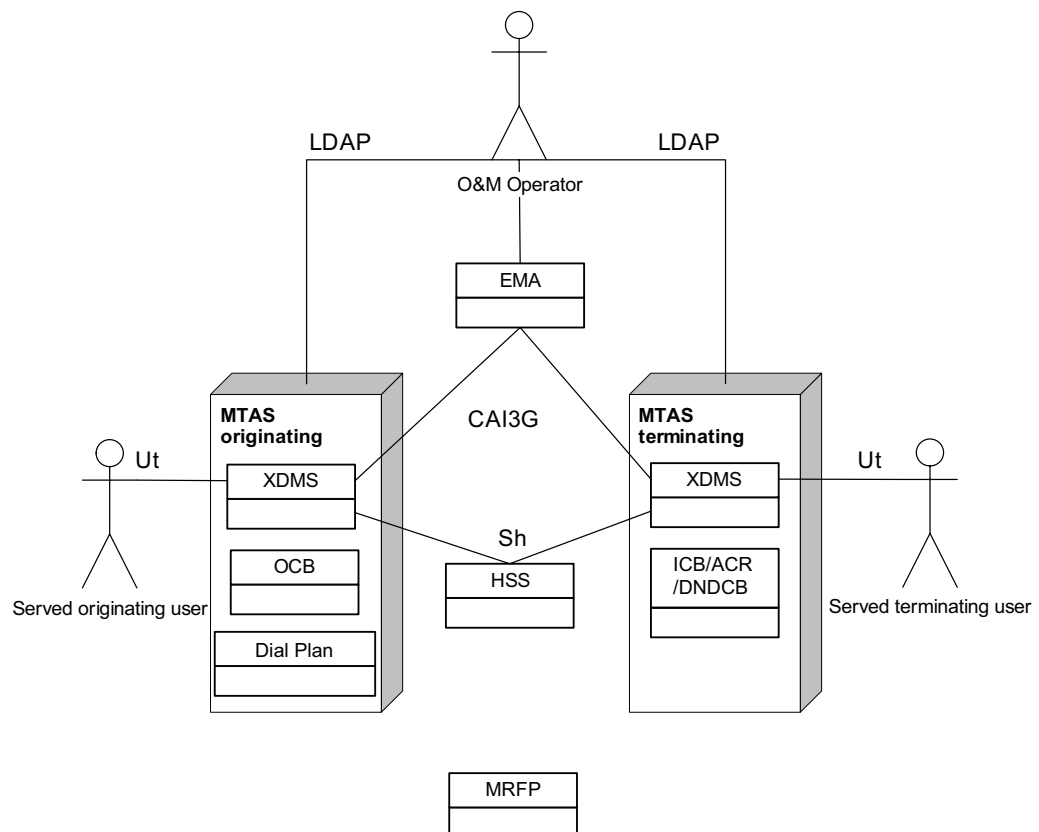 LDAP
LDAP
O&M Operator
EMA
MTAS
originating
CAI3G
MTAS
terminating
Ut
XDMS
XDMS
Ut
Sh
OCB
HSS
ICB/ACR
/DNDCB
Served originating user
Served terminating user
Dial Plan
MRFP